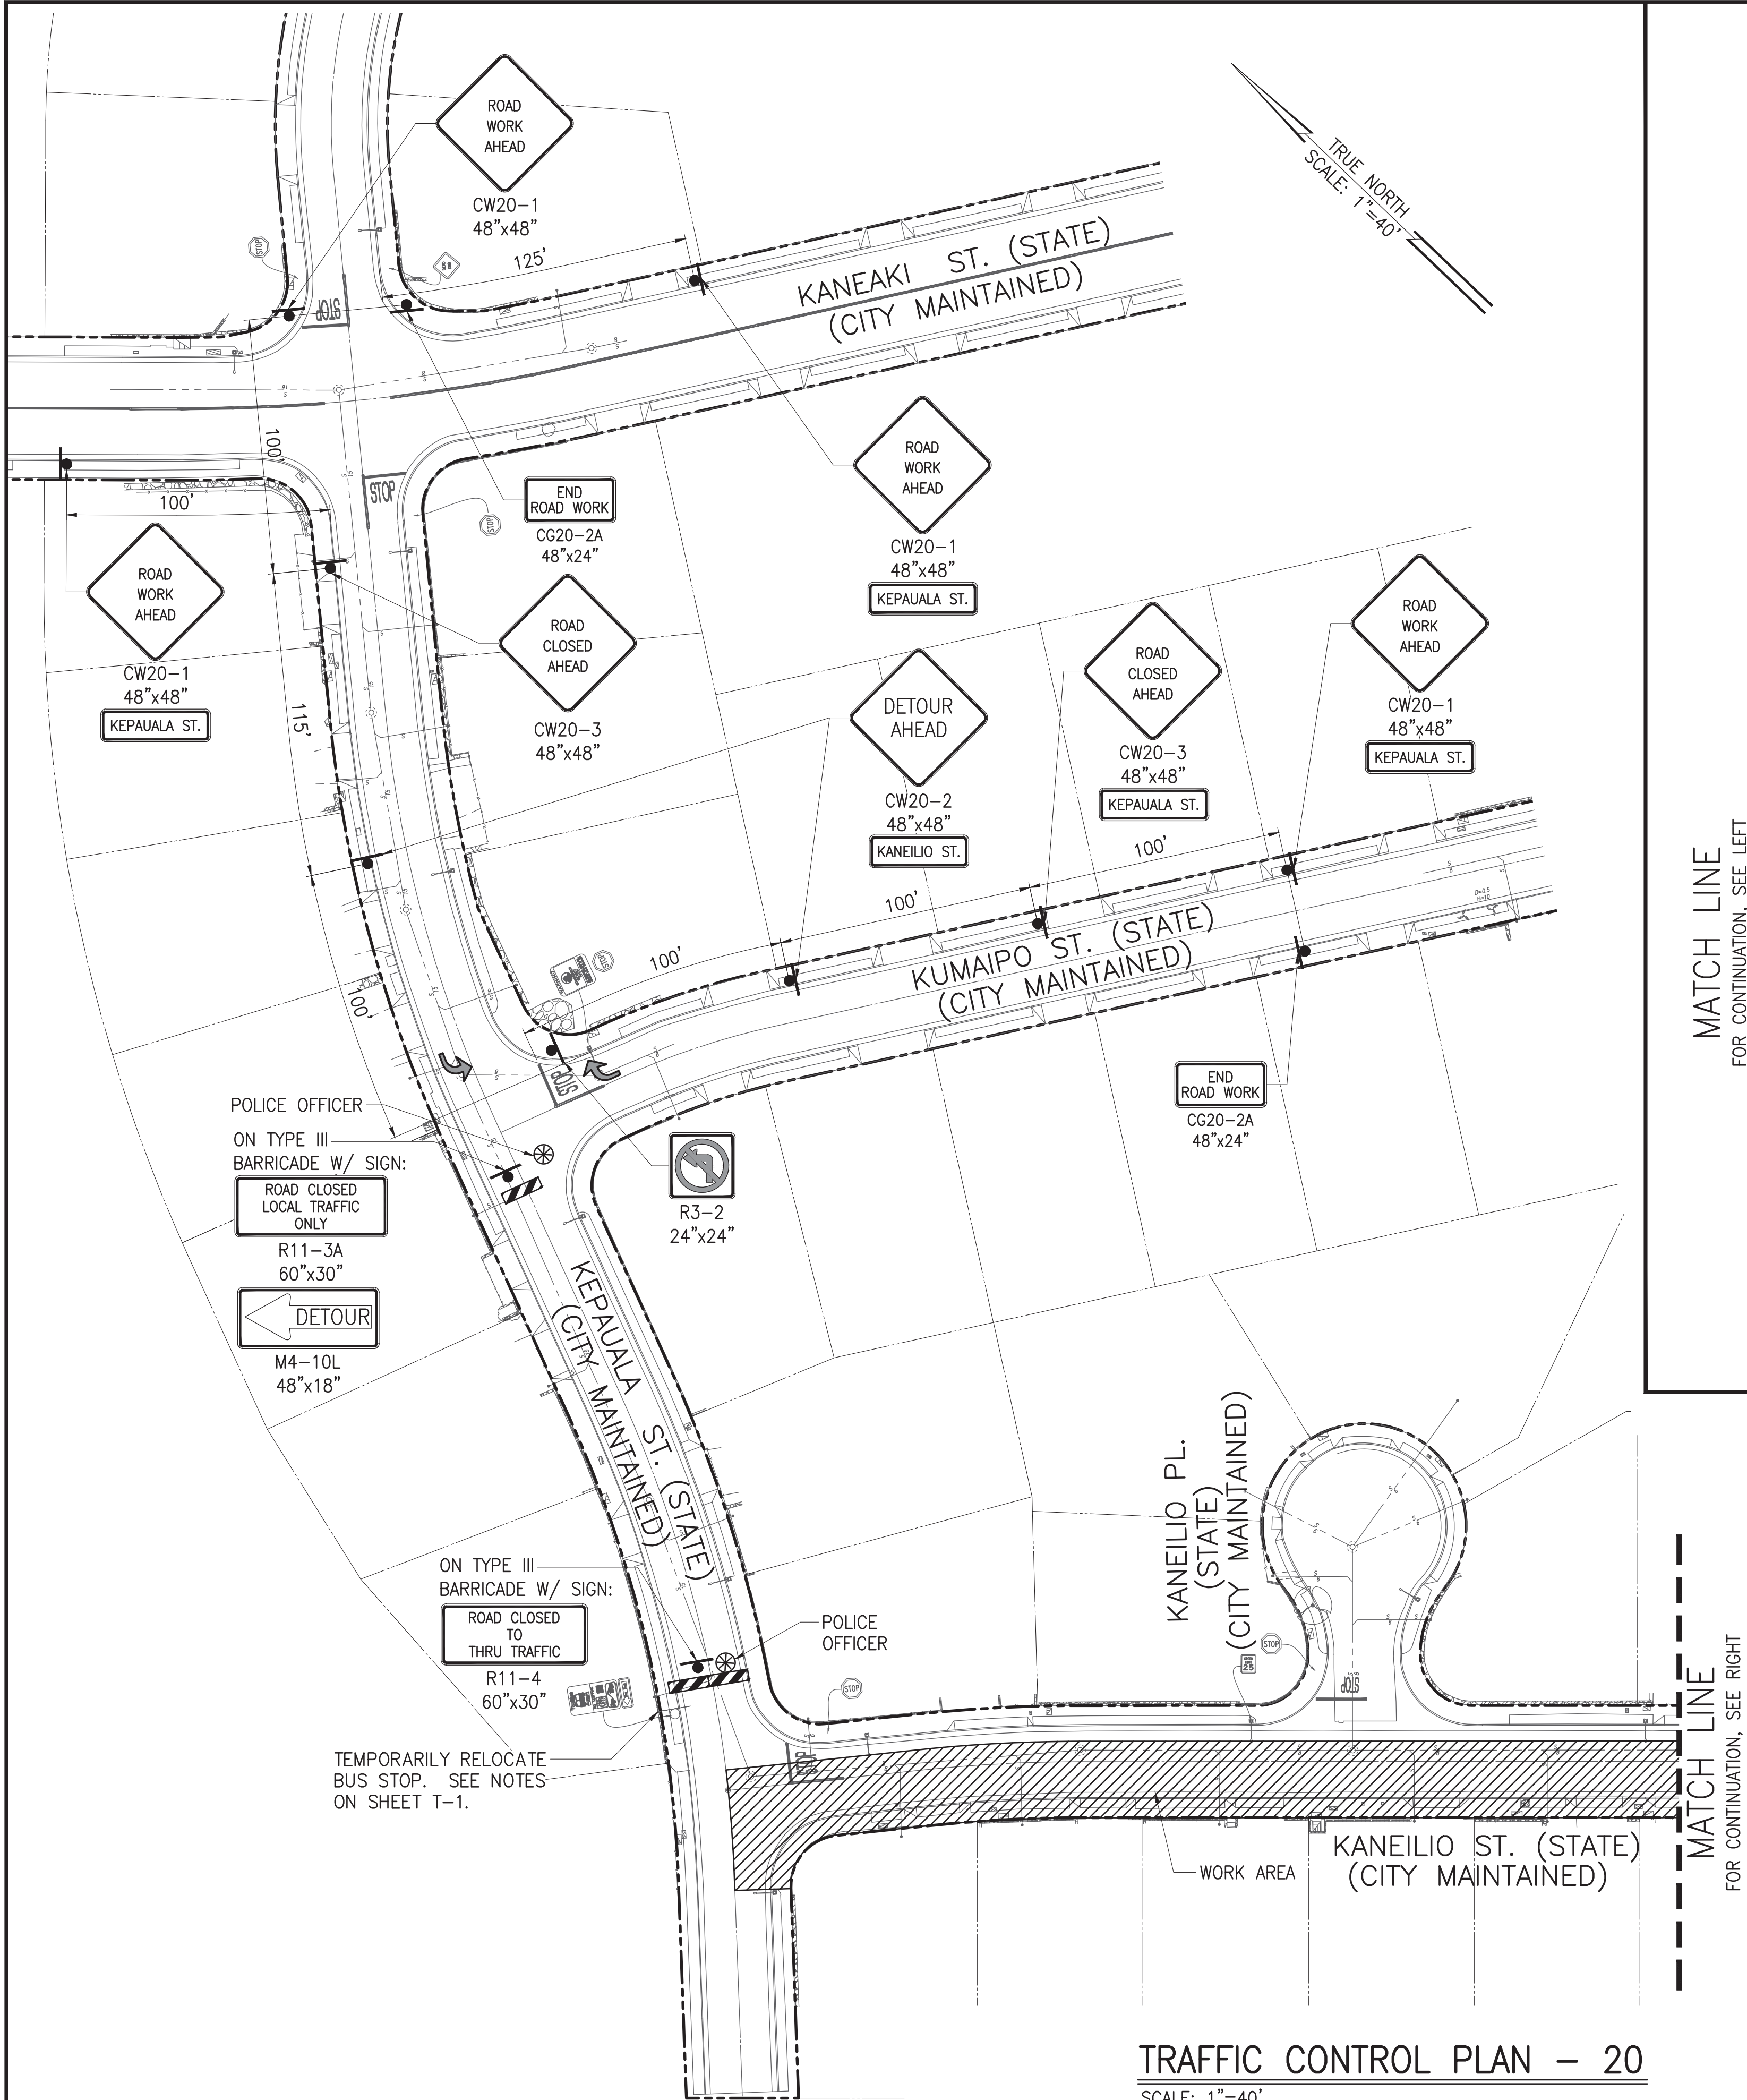 ROAD
WORK
AHEAD
CW20-1
48"x48"
TRUE NORTH
SCALE: 1"=40'
125'
KANEAKI ST. (STATE)
(CITY MAINTAINED)
STOP
STOP
100'
100'
STOP
STOP
END
ROAD WORK
CG20-2A
48"x24"
ROAD
WORK
AHEAD
CW20-1
48"x48"
KEPAUALA ST.
ROAD
WORK
AHEAD
CW20-1
48"x48"
KEPAUALA ST.
ROAD
CLOSED
AHEAD
CW20-3
48"x48"
115'
DETOUR
AHEAD
CW20-2
48"x48"
KANEILIO ST.
ROAD
CLOSED
AHEAD
CW20-3
48"x48"
KEPAUALA ST.
ROAD
WORK
AHEAD
CW20-1
48"x48"
KEPAUALA ST.
100'
100'
100'
100'
KUMAIPO ST. (STATE)
(CITY MAINTAINED)
D=0.5
H=10
STOP
STOP
POLICE OFFICER
ON TYPE III
BARRICADE W/ SIGN:
ROAD CLOSED
LOCAL TRAFFIC
ONLY
R11-3A
60"x30"
DETOUR
M4-10L
48"x18"
R3-2
24"x24"
END
ROAD WORK
CG20-2A
48"x24"
KEPAUALA ST. (STATE)
(CITY MAINTAINED)
KANEILIO PL.
(STATE)
(CITY MAINTAINED)
ON TYPE III
BARRICADE W/ SIGN:
ROAD CLOSED
TO
THRU TRAFFIC
R11-4
60"x30"
POLICE
OFFICER
STOP
STOP
25
STOP
STOP
TEMPORARILY RELOCATE
BUS STOP. SEE NOTES
ON SHEET T-1.
WORK AREA
KANEILIO ST. (STATE)
(CITY MAINTAINED)
MATCH LINE
FOR CONTINUATION, SEE LEFT
MATCH LINE
FOR CONTINUATION, SEE RIGHT
TRAFFIC CONTROL PLAN - 20
SCALE: 1"=40'